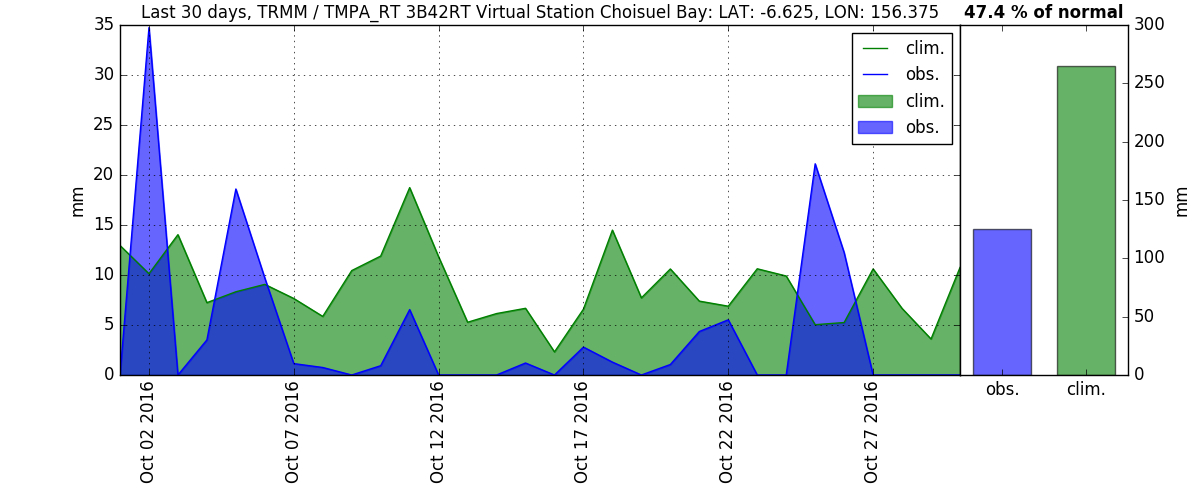 Last 30 days, TRMM / TMPA_RT 3B42RT Virtual Station Choisuel Bay: LAT: -6.625, LON: 156.375
47.4 % of normal
35
30
25
20
15
10
5
0
mm
clim.
obs.
clim.
obs.
Oct 02 2016
Oct 07 2016
Oct 12 2016
Oct 17 2016
Oct 22 2016
Oct 27 2016
300
250
200
150
100
50
0
mm
obs.
clim.